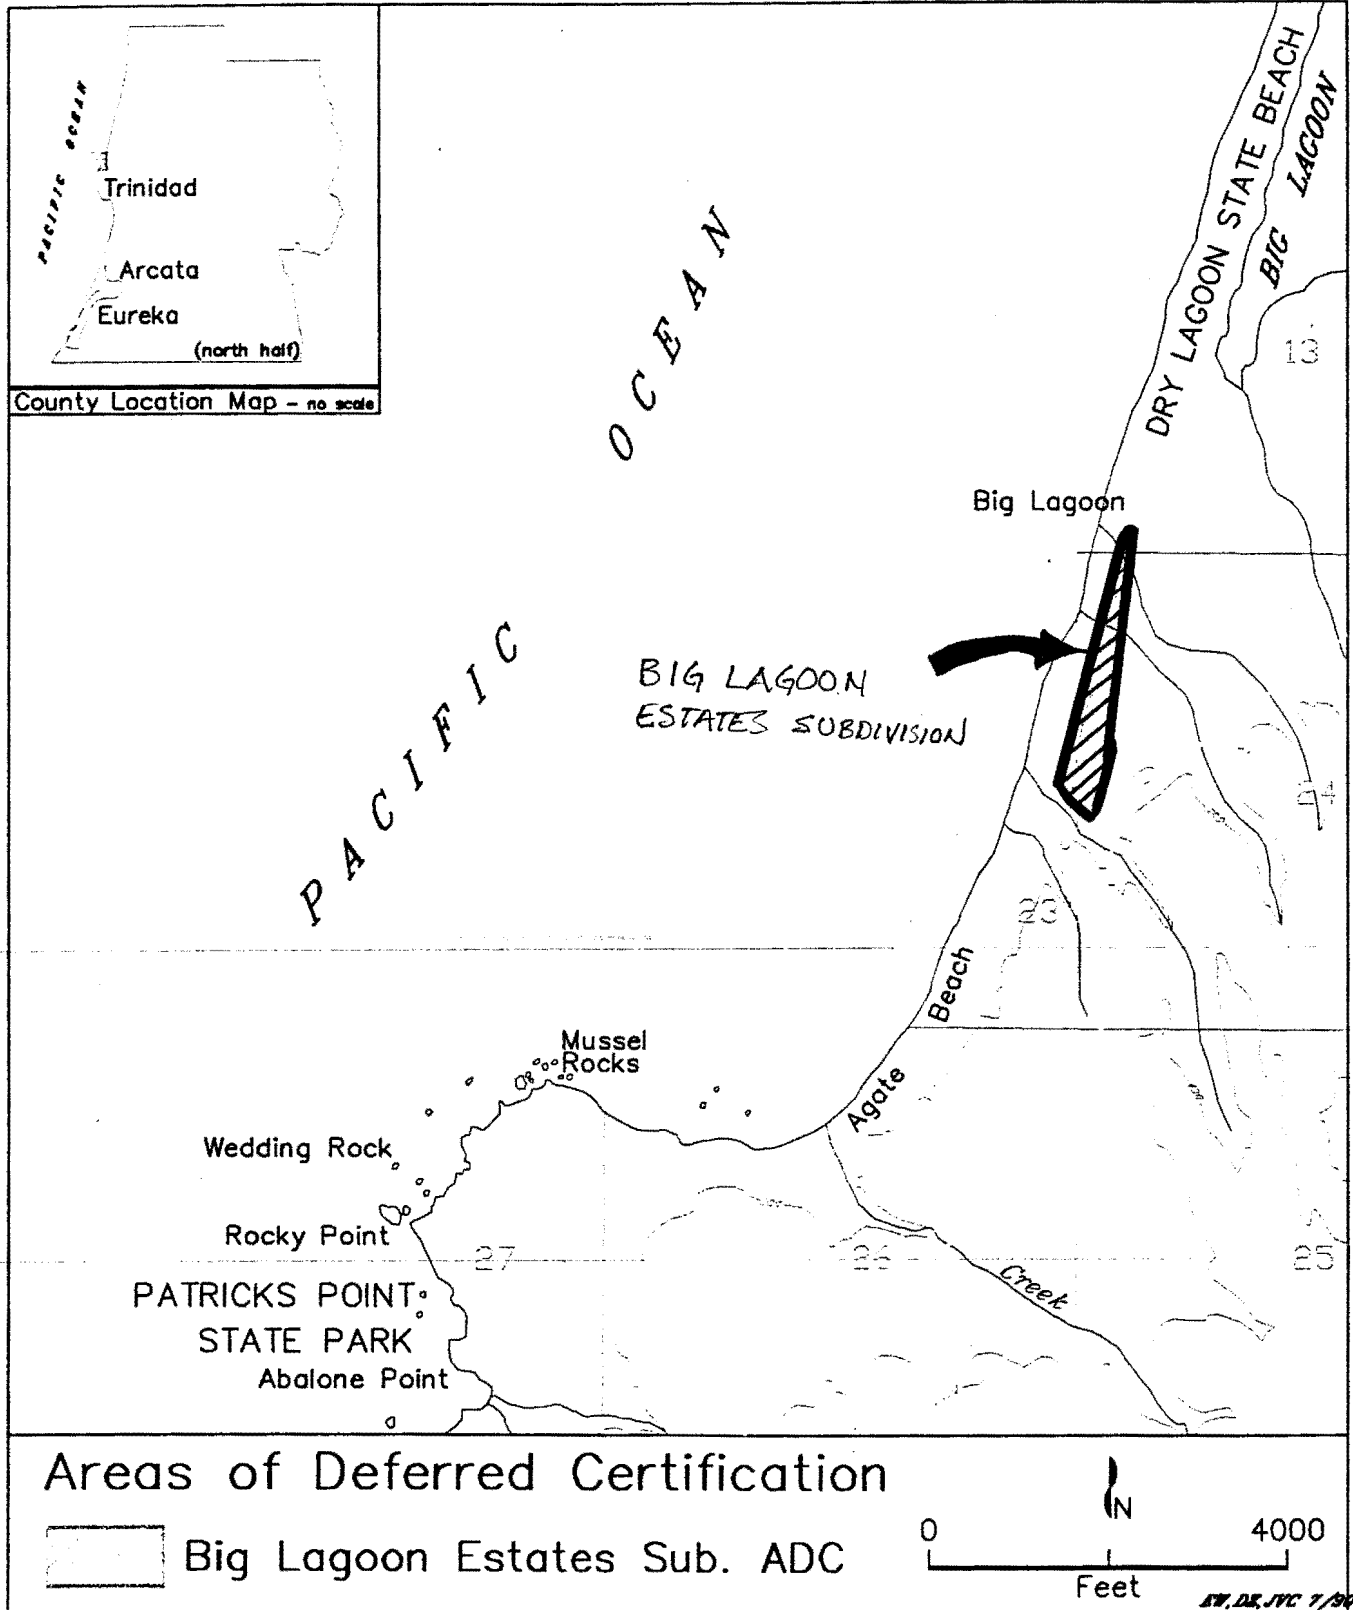 PACIFIC OCEAN
Trinidad
Arcata
Eureka
(north half)
County Location Map - no scale
DRY LAGOON STATE BEACH
BIG LAGOON
13
PACIFIC OCEAN
Big Lagoon
BIG LAGOON
ESTATES SUBDIVISION
24
23
Agate Beach
Mussel
Rocks
Wedding Rock
Rocky Point
27
26
25
PATRICKS POINT
STATE PARK
Creek
Abalone Point
Areas of Deferred Certification
N
Big Lagoon Estates Sub. ADC
0 4000
Feet